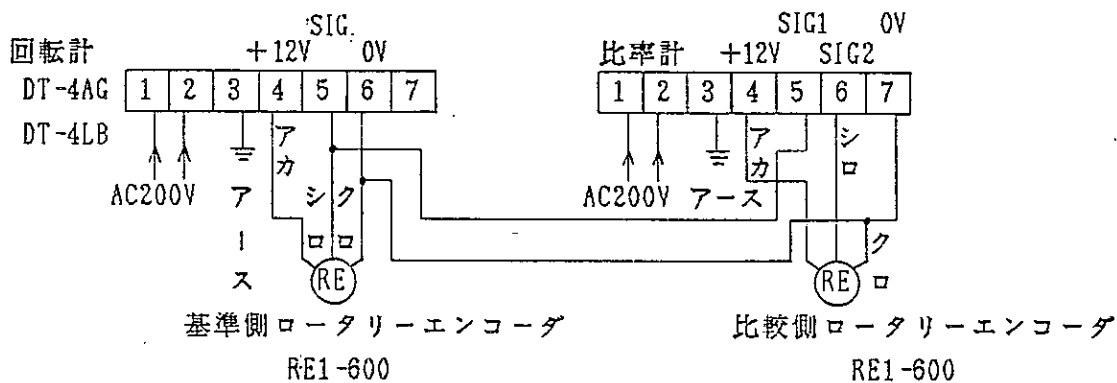 SIG.
SIG1 0V
回転計 +12V 0V
比率計 +12V SIG2
DT-4AG 1 2 3 4 5 6 7
1 2 3 4 5 6 7
DT-4LB
アカ
シロ
クロ
AC200V
アース
アカ
シロ
クロ
AC200V アース
RE
RE
基準側ロータリーエンコーダ
比較側ロータリーエンコーダ
RE1-600
RE1-600